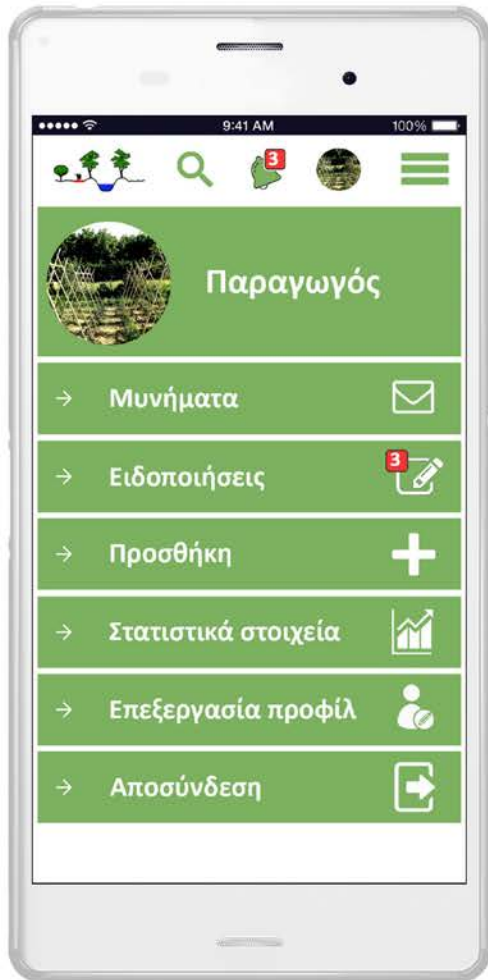 9:41 AM 100%
3
Παραγωγός
Μυνήματα
Ειδοποιήσεις 3
Προσθήκη
Στατιστικά στοιχεία
Επεξεργασία προφίλ
Αποσύνδεση